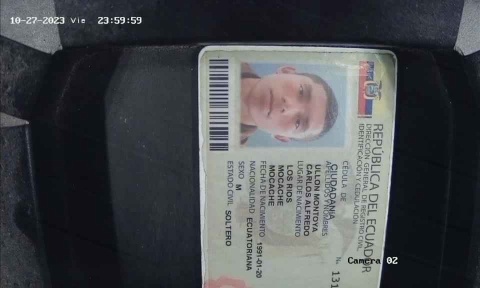 10-27-2023 Vie 23:59:59
REPÚBLICA DEL ECUADOR
DIRECCIÓN GENERAL DE REGISTRO CIVIL
IDENTIFICACIÓN Y CEDULACIÓN
CÉDULA DE
CIUDADANÍA
APELLIDOS Y NOMBRES
ULLON MONTOYA
CARLOS ALFREDO
LUGAR DE NACIMIENTO
LOS RIOS
MOCACHE
MOCACHE
FECHA DE NACIMIENTO 1991-01-20
NACIONALIDAD ECUATORIANA
SEXO M
ESTADO CIVIL SOLTERO
No. 131
Camera 02